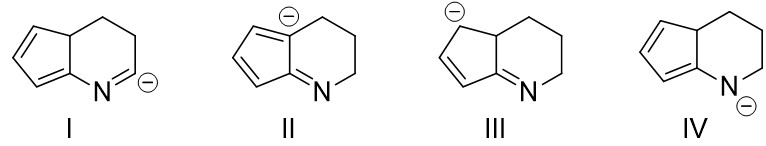 N ⊖ ⊖ N ⊖ N N ⊖
I II III IV